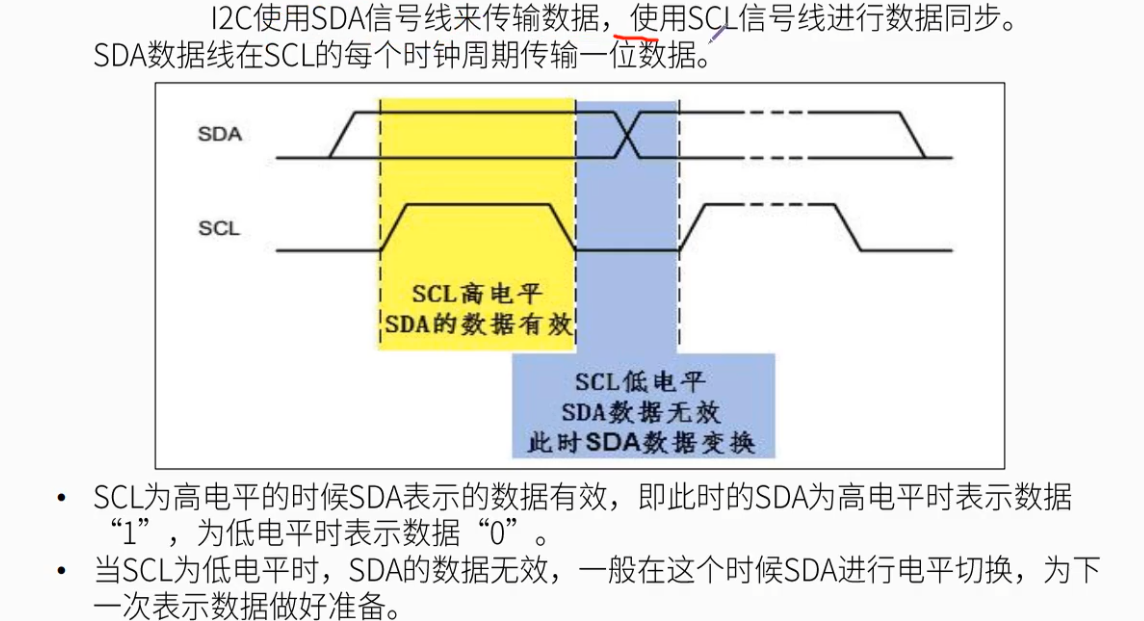 I2C使用SDA信号线来传输数据，使用SCL信号线进行数据同步。
SDA数据线在SCL的每个时钟周期传输一位数据。
SDA
SCL
SCL高电平
SDA的数据有效
SCL低电平
SDA数据无效
此时SDA数据变换
• SCL为高电平的时候SDA表示的数据有效，即此时的SDA为高电平时表示数据
“1”，为低电平时表示数据“0”。
• 当SCL为低电平时，SDA的数据无效，一般在这个时候SDA进行电平切换，为下
一次表示数据做好准备。